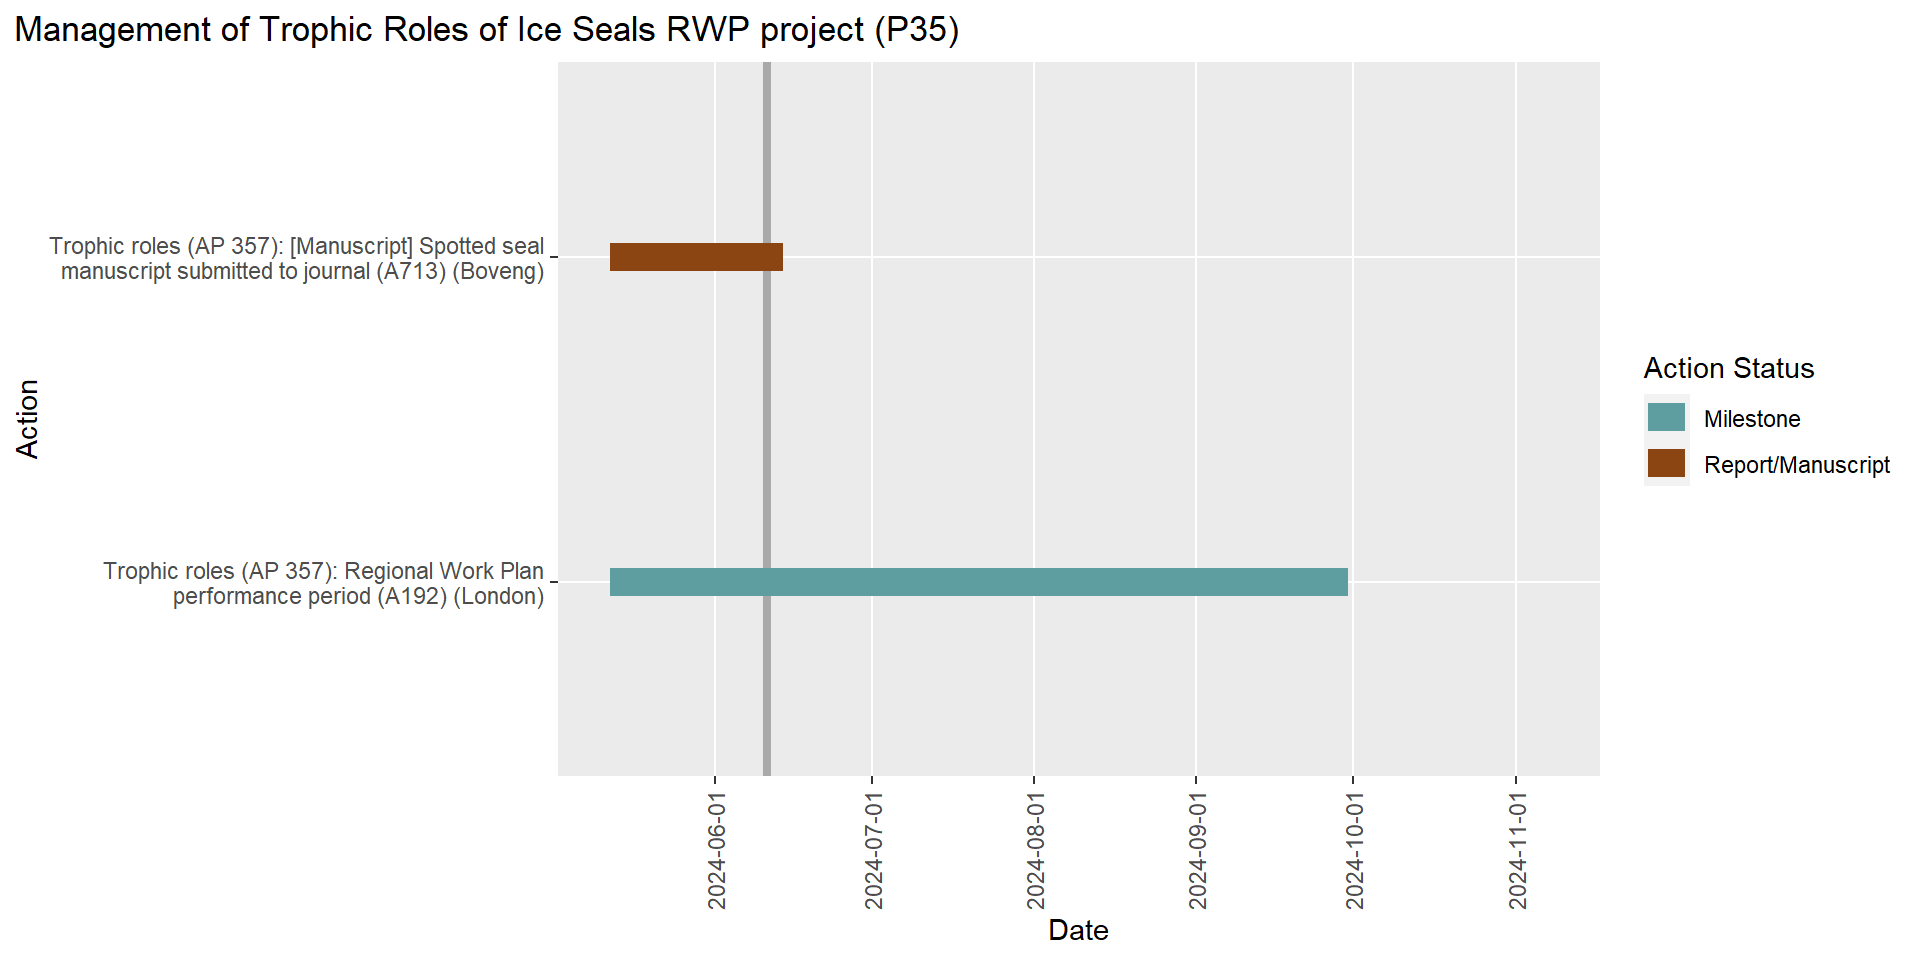 Management of Trophic Roles of Ice Seals RWP project (P35)
Trophic roles (AP 357): [Manuscript] Spotted seal
manuscript submitted to journal (A713) (Boveng)
Trophic roles (AP 357): Regional Work Plan
performance period (A192) (London)
Action
2024-06-01
2024-07-01
2024-08-01
2024-09-01
2024-10-01
2024-11-01
Date
Action Status
Milestone
Report/Manuscript